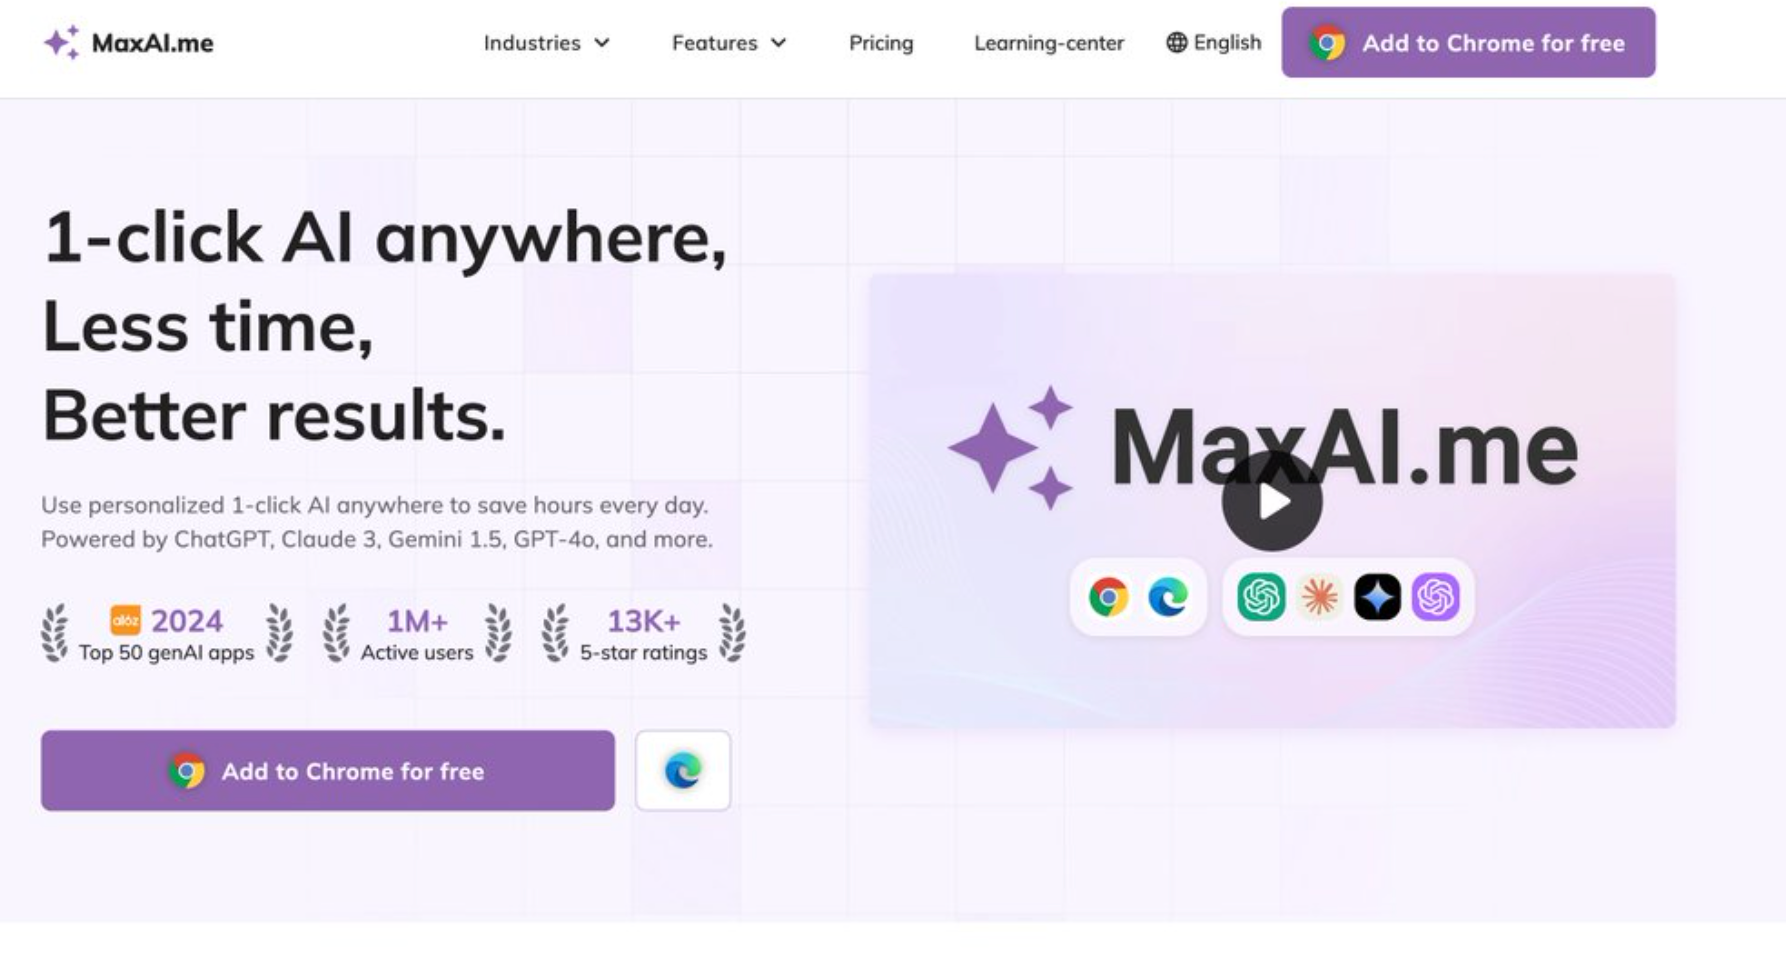 MaxAI.me
Industries
Features
Pricing
Learning-center
English
Add to Chrome for free
1-click AI anywhere,
Less time,
Better results.
Use personalized 1-click AI anywhere to save hours every day.
Powered by ChatGPT, Claude 3, Gemini 1.5, GPT-4o, and more.
a16z 2024
Top 50 genAI apps
1M+
Active users
13K+
5-star ratings
Add to Chrome for free
MaxAI.me